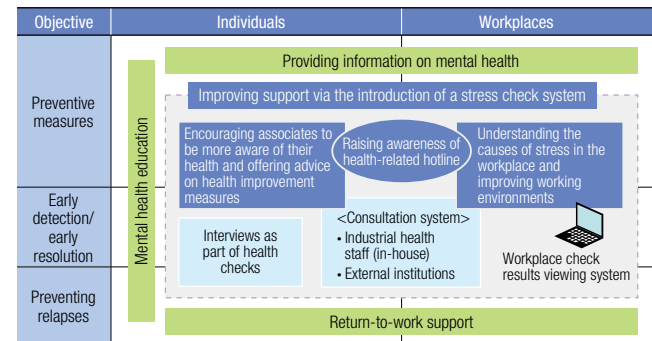 Objective
Individuals
Workplaces
Preventive
measures
Early
detection/
early
resolution
Preventing
relapses
Mental health education
Providing information on mental health
Improving support via the introduction of a stress check system
Encouraging associates to
be more aware of their
health and offering advice
on health improvement
measures
Raising awareness of
health-related hotline
Understanding the
causes of stress in the
workplace and
improving working
environments
Interviews as
part of health
checks
<Consultation system>
• Industrial health
staff (in-house)
• External institutions
Workplace check
results viewing system
Return-to-work support